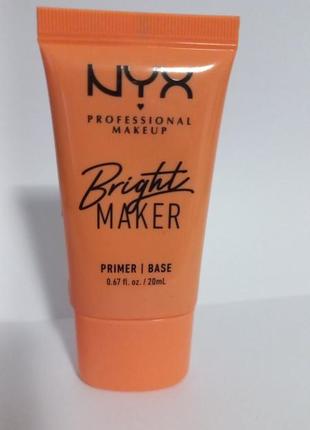 NYX
PROFESSIONAL
MAKEUP
Bright
MAKER
PRIMER | BASE
0.67 fl. oz. / 20mL